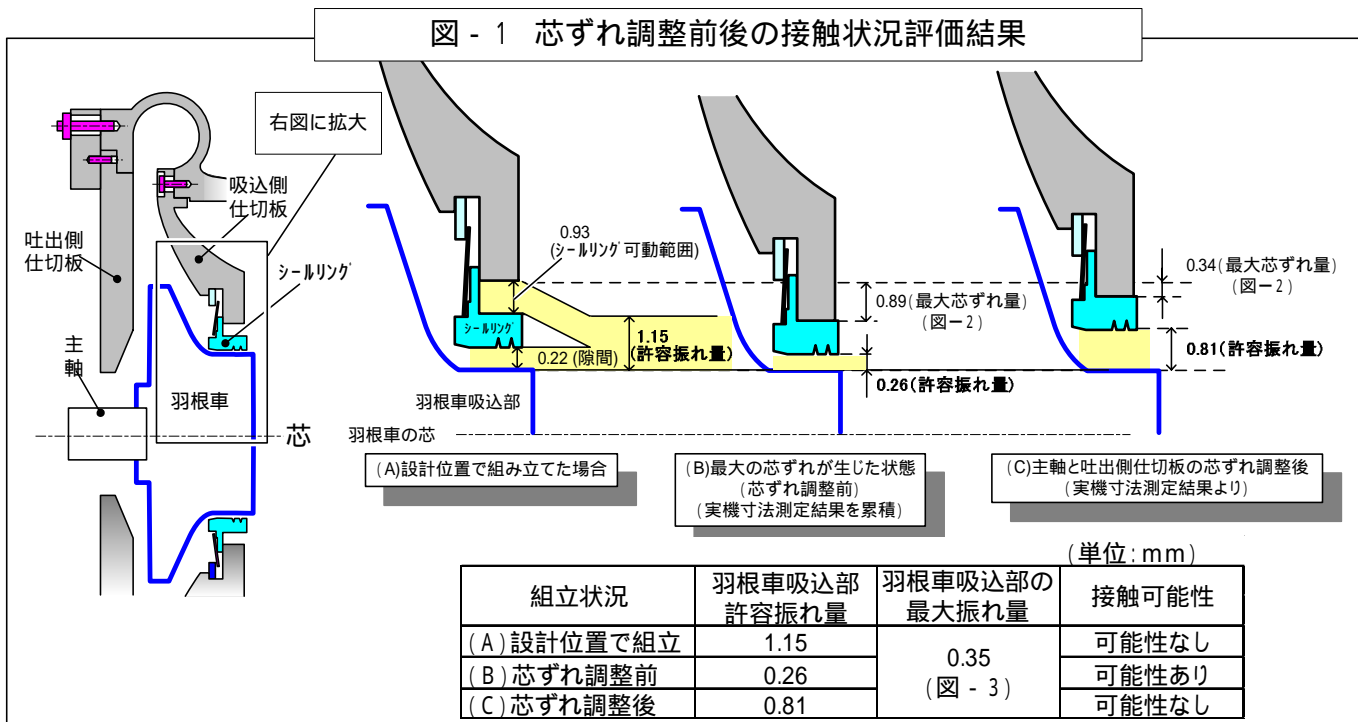 図 - 1 芯ずれ調整前後の接触状況評価結果
右図に拡大
吸込側
仕切板
吐出側
仕切板
シールリング
主
軸
羽根車
芯
0.93
(シールリング可動範囲)
シールリング
1.15
(許容振れ量)
0.22 (隙間)
羽根車吸込部
羽根車の芯
0.89(最大芯ずれ量)
(図ー2)
0.26(許容振れ量)
0.34(最大芯ずれ量)
(図ー2)
0.81(許容振れ量)
(A)設計位置で組み立てた場合
(B)最大の芯ずれが生じた状態
(芯ずれ調整前)
(実機寸法測定結果を累積)
(C)主軸と吐出側仕切板の芯ずれ調整後
(実機寸法測定結果より)
(単位:mm)
組立状況 羽根車吸込部 許容振れ量 羽根車吸込部の 最大振れ量 接触可能性
(A)設計位置で組立 1.15 0.35 (図 - 3) 可能性なし
(B)芯ずれ調整前 0.26 可能性あり
(C)芯ずれ調整後 0.81 可能性なし